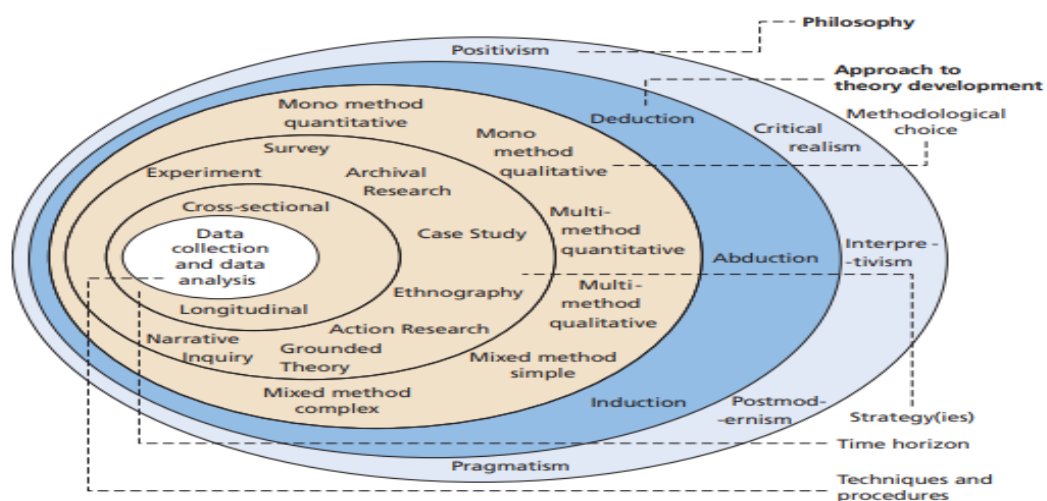 Philosophy
Positivism
Approach to
theory development
Mono method
quantitative
Deduction
Methodological
choice
Critical
realism
Mono
method
qualitative
Survey
Experiment
Archival
Research
Cross-sectional
Data
collection
and data
analysis
Case Study
Multi-
method
quantitative
Abduction
Interpre-
-tivism
Ethnography
Multi-
method
qualitative
Longitudinal
Action Research
Narrative
Inquiry
Grounded
Theory
Mixed method
simple
Mixed method
complex
Induction
Postmod-
-ernism
Strategy(ies)
Time horizon
Pragmatism
Techniques and
procedures